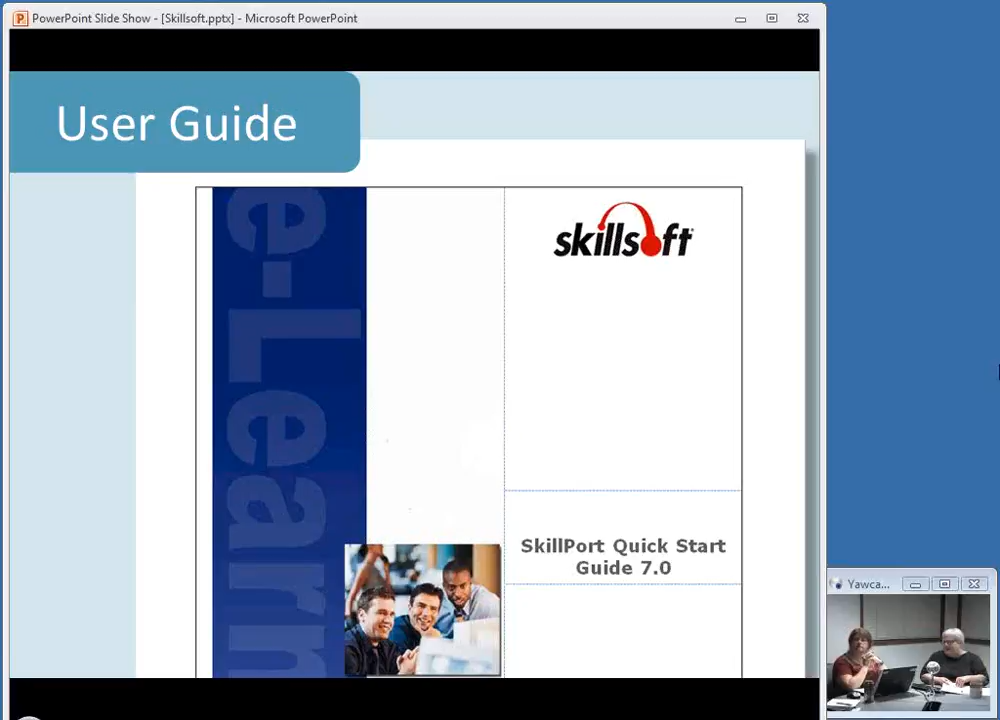 PowerPoint Slide Show - [Skillsoft.pptx] - Microsoft PowerPoint
User Guide
e-Learn
skillsoft
SkillPort Quick Start
Guide 7.0
Yawca...